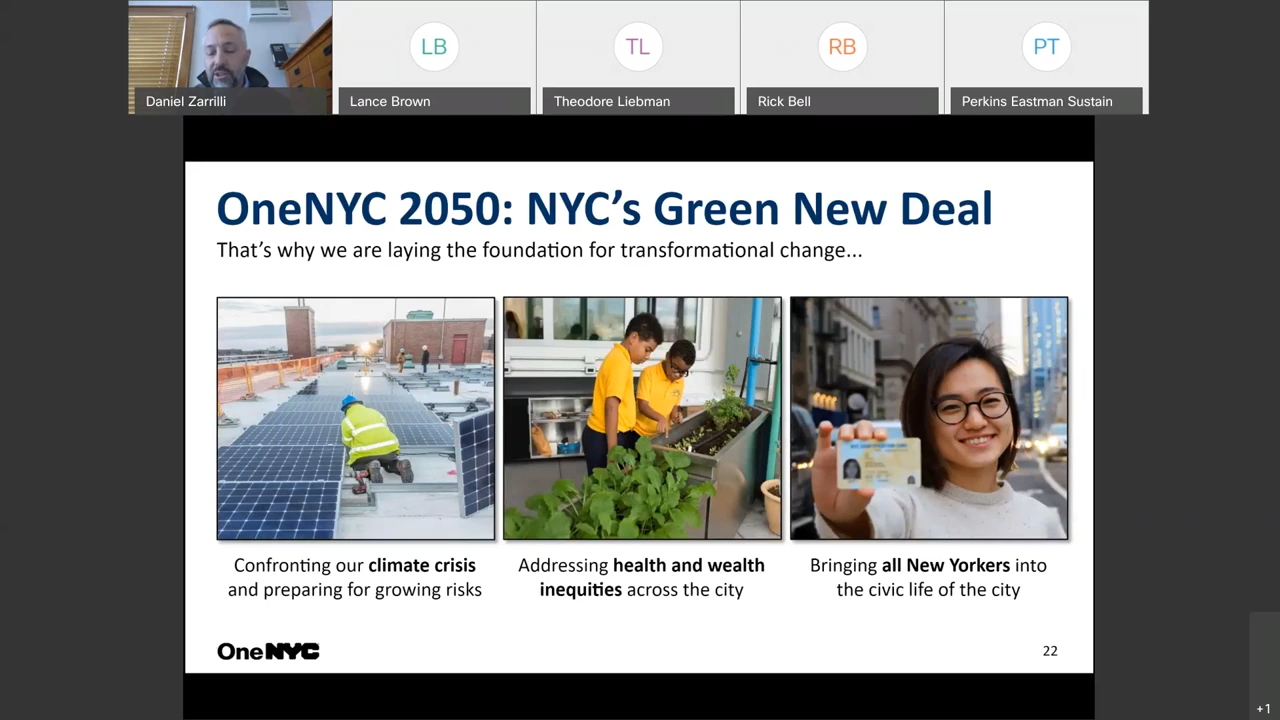 LB
TL
RB
PT
Daniel Zarrilli
Lance Brown
Theodore Liebman
Rick Bell
Perkins Eastman Sustain
OneNYC 2050: NYC’s Green New Deal
That’s why we are laying the foundation for transformational change...
Confronting our climate crisis
and preparing for growing risks
Addressing health and wealth
inequities across the city
Bringing all New Yorkers into
the civic life of the city
OneNYC
22
+1